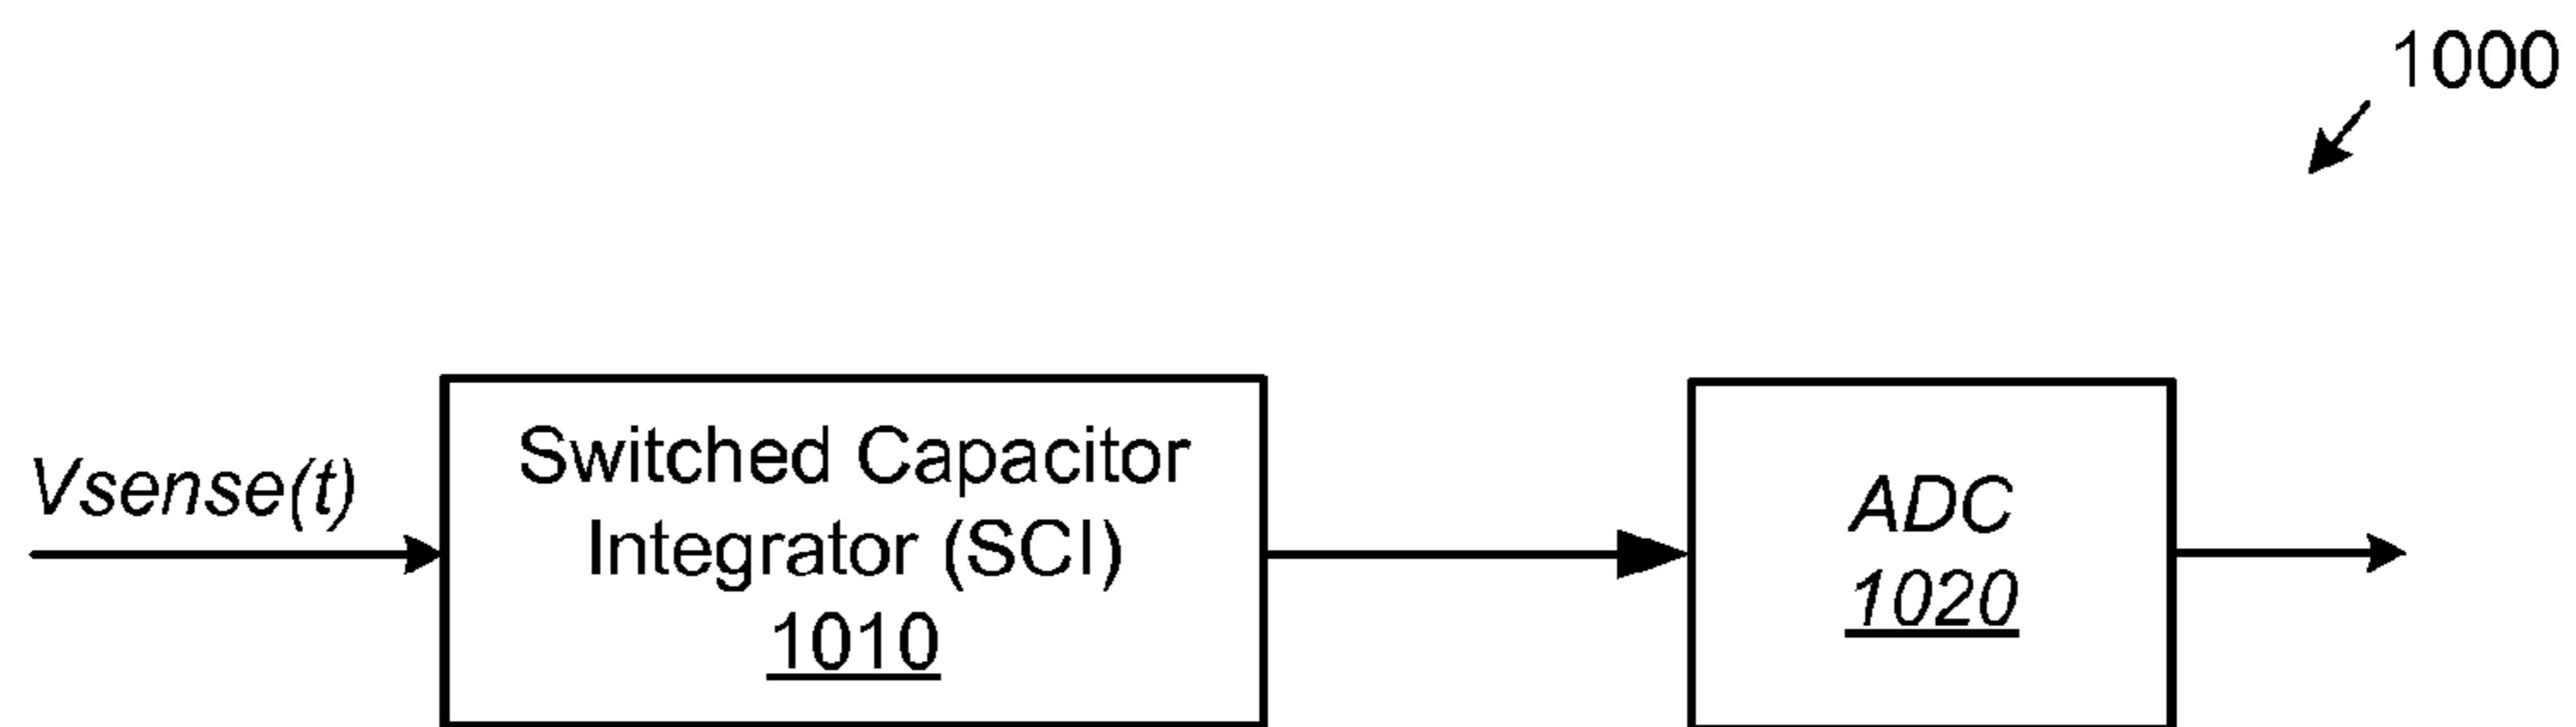 1000
Vsense(t)
Switched Capacitor
Integrator (SCI)
1010
ADC
1020